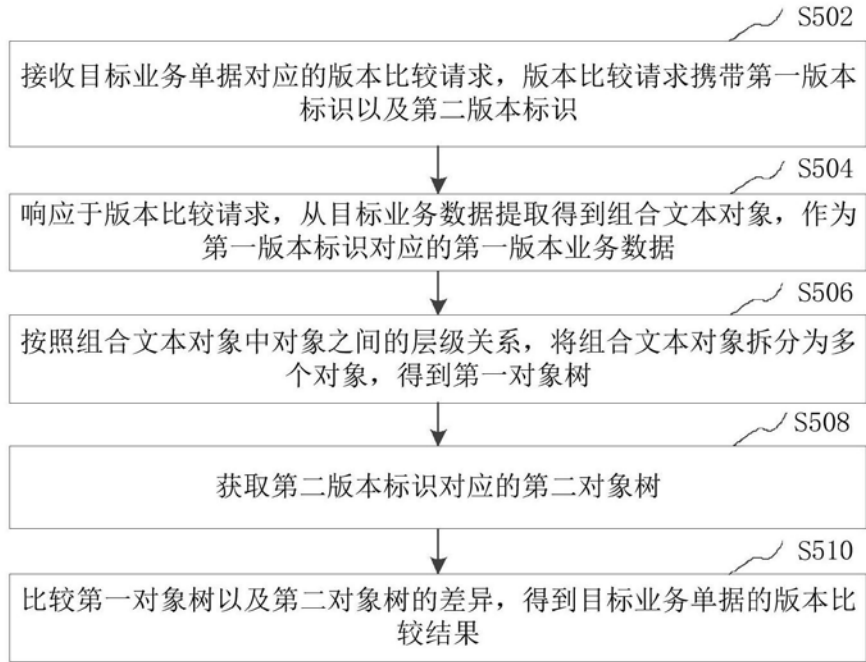 S502
接收目标业务单据对应的版本比较请求，版本比较请求携带第一版本
标识以及第二版本标识
S504
响应于版本比较请求，从目标业务数据提取得到组合文本对象，作为
第一版本标识对应的第一版本业务数据
S506
按照组合文本对象中对象之间的层级关系，将组合文本对象拆分为多
个对象，得到第一对象树
S508
获取第二版本标识对应的第二对象树
S510
比较第一对象树以及第二对象树的差异，得到目标业务单据的版本比
较结果